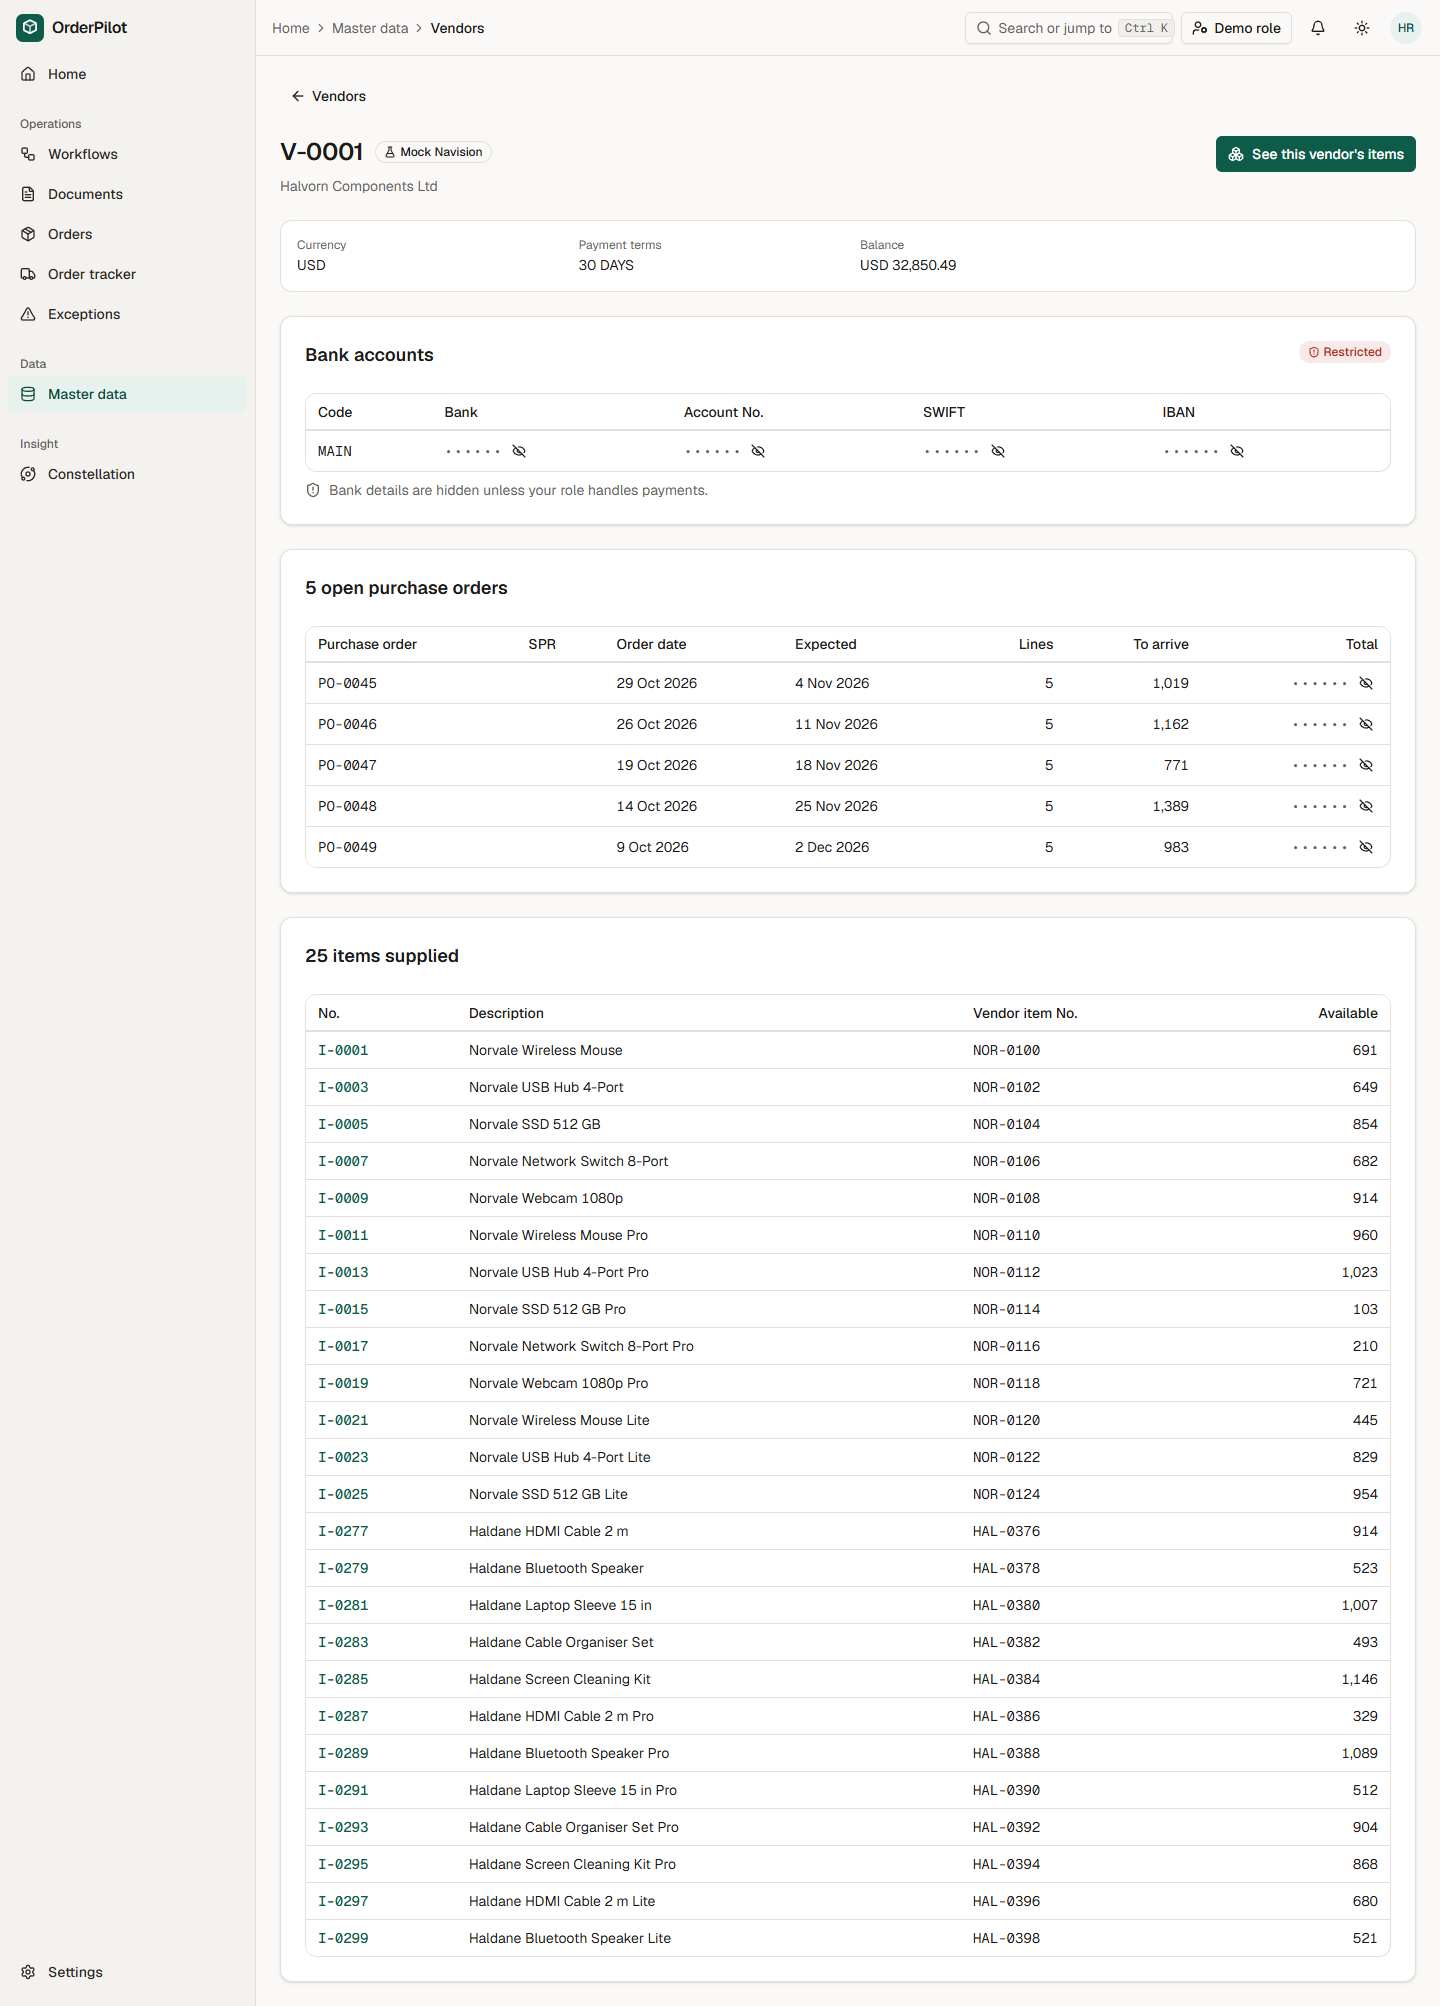 OrderPilot
Home
Operations
Workflows
Documents
Orders
Order tracker
Exceptions
Data
Master data
Insight
Constellation
Settings
Home > Master data > Vendors
Search or jump to Ctrl K
Demo role
HR
← Vendors
V-0001 Mock Navision
Halvorn Components Ltd
See this vendor's items
Currency Payment terms Balance
USD 30 DAYS USD 32,850.49
Bank accounts
Restricted
Code Bank Account No. SWIFT IBAN
MAIN •••••• •••••• •••••• ••••••
Bank details are hidden unless your role handles payments.
5 open purchase orders
Purchase order SPR Order date Expected Lines To arrive Total
PO-0045 29 Oct 2026 4 Nov 2026 5 1,019 ••••••
PO-0046 26 Oct 2026 11 Nov 2026 5 1,162 ••••••
PO-0047 19 Oct 2026 18 Nov 2026 5 771 ••••••
PO-0048 14 Oct 2026 25 Nov 2026 5 1,389 ••••••
PO-0049 9 Oct 2026 2 Dec 2026 5 983 ••••••
25 items supplied
No. Description Vendor item No. Available
I-0001 Norvale Wireless Mouse NOR-0100 691
I-0003 Norvale USB Hub 4-Port NOR-0102 649
I-0005 Norvale SSD 512 GB NOR-0104 854
I-0007 Norvale Network Switch 8-Port NOR-0106 682
I-0009 Norvale Webcam 1080p NOR-0108 914
I-0011 Norvale Wireless Mouse Pro NOR-0110 960
I-0013 Norvale USB Hub 4-Port Pro NOR-0112 1,023
I-0015 Norvale SSD 512 GB Pro NOR-0114 103
I-0017 Norvale Network Switch 8-Port Pro NOR-0116 210
I-0019 Norvale Webcam 1080p Pro NOR-0118 721
I-0021 Norvale Wireless Mouse Lite NOR-0120 445
I-0023 Norvale USB Hub 4-Port Lite NOR-0122 829
I-0025 Norvale SSD 512 GB Lite NOR-0124 954
I-0277 Haldane HDMI Cable 2 m HAL-0376 914
I-0279 Haldane Bluetooth Speaker HAL-0378 523
I-0281 Haldane Laptop Sleeve 15 in HAL-0380 1,007
I-0283 Haldane Cable Organiser Set HAL-0382 493
I-0285 Haldane Screen Cleaning Kit HAL-0384 1,146
I-0287 Haldane HDMI Cable 2 m Pro HAL-0386 329
I-0289 Haldane Bluetooth Speaker Pro HAL-0388 1,089
I-0291 Haldane Laptop Sleeve 15 in Pro HAL-0390 512
I-0293 Haldane Cable Organiser Set Pro HAL-0392 904
I-0295 Haldane Screen Cleaning Kit Pro HAL-0394 868
I-0297 Haldane HDMI Cable 2 m Lite HAL-0396 680
I-0299 Haldane Bluetooth Speaker Lite HAL-0398 521